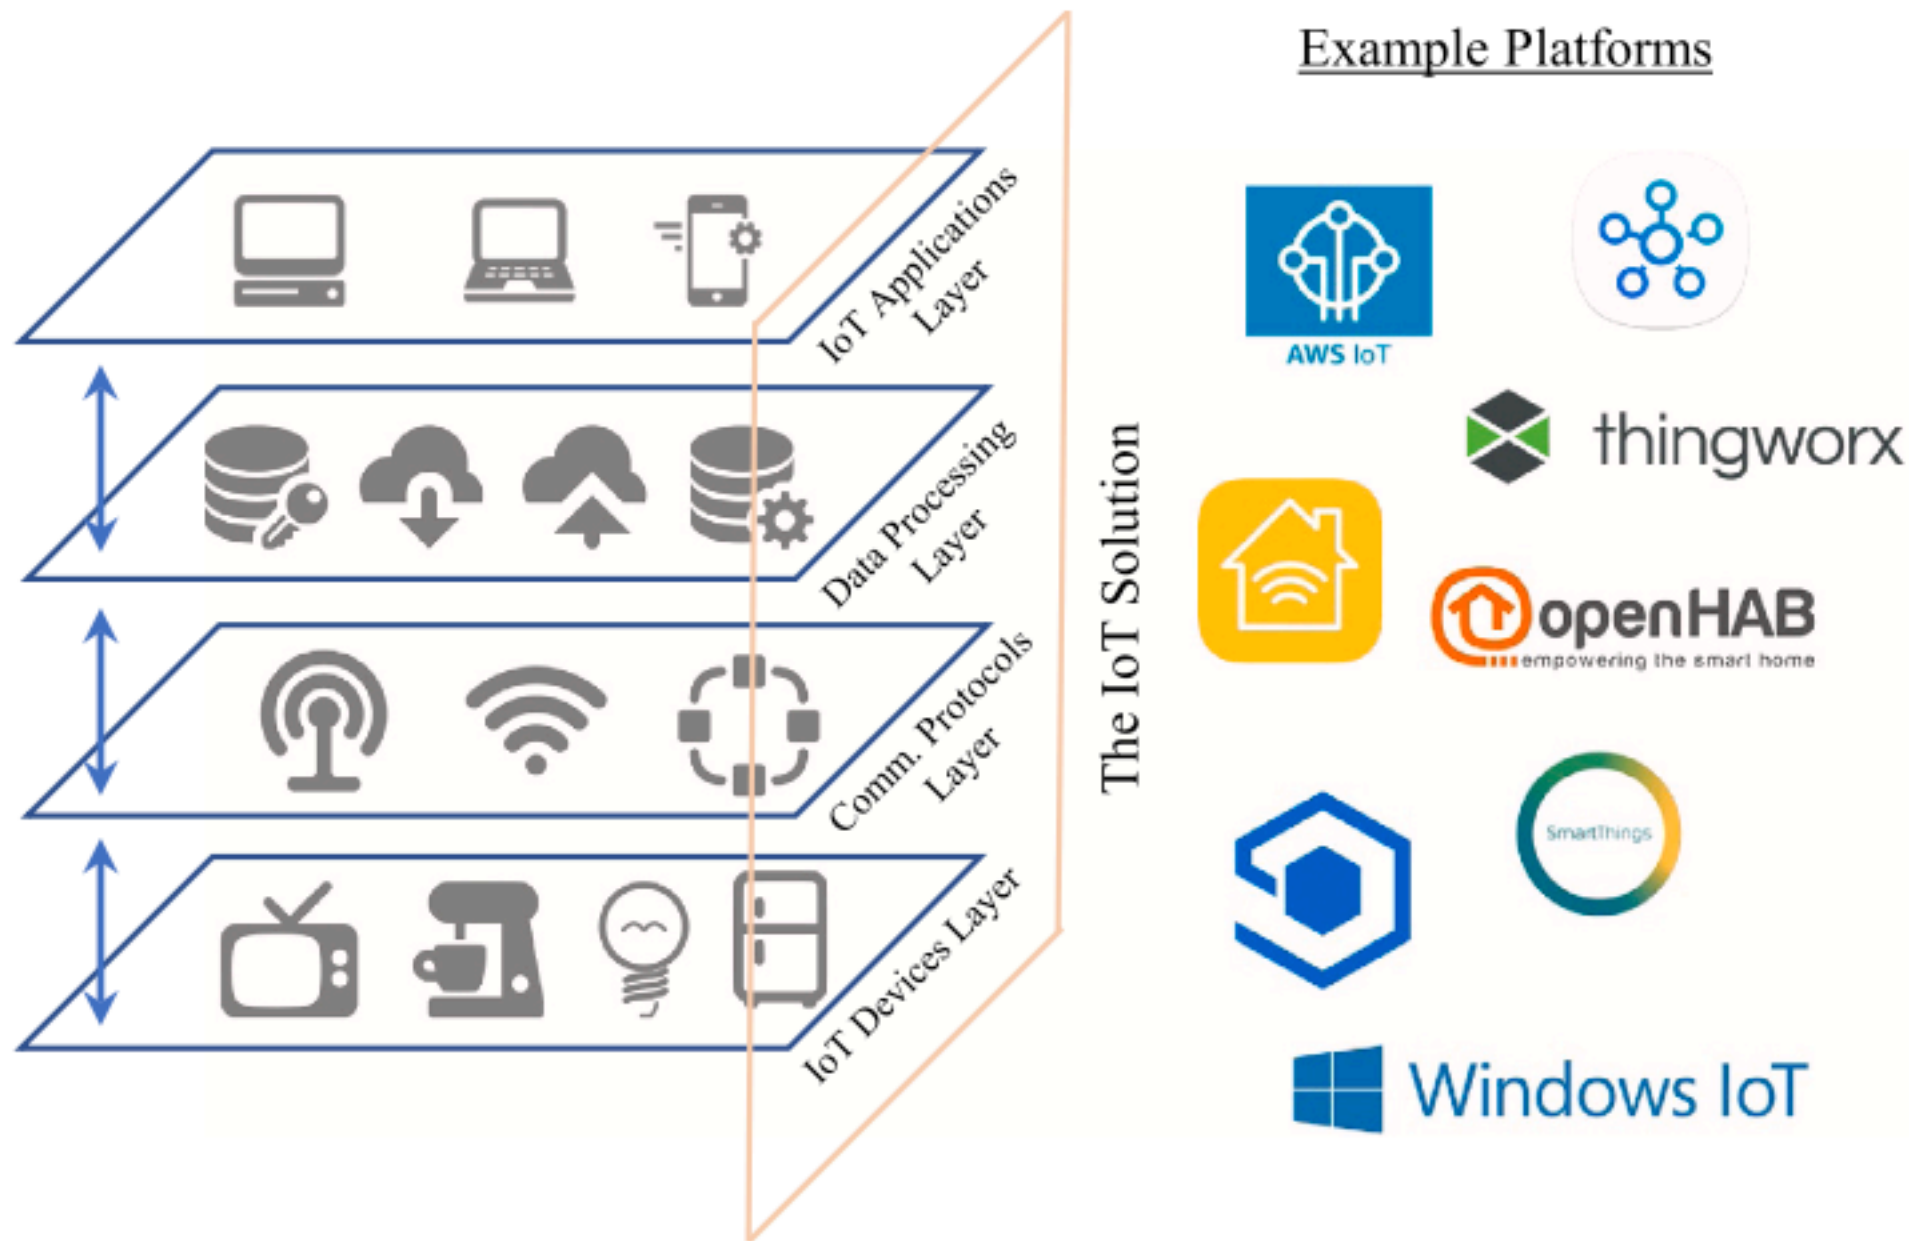 Example Platforms
IoT Applications
Layer
Data Processing
Layer
Comm. Protocols
Layer
IoT Devices Layer
The IoT Solution
AWS IoT
thingworx
openHAB
empowering the smart home
SmartThings
Windows IoT